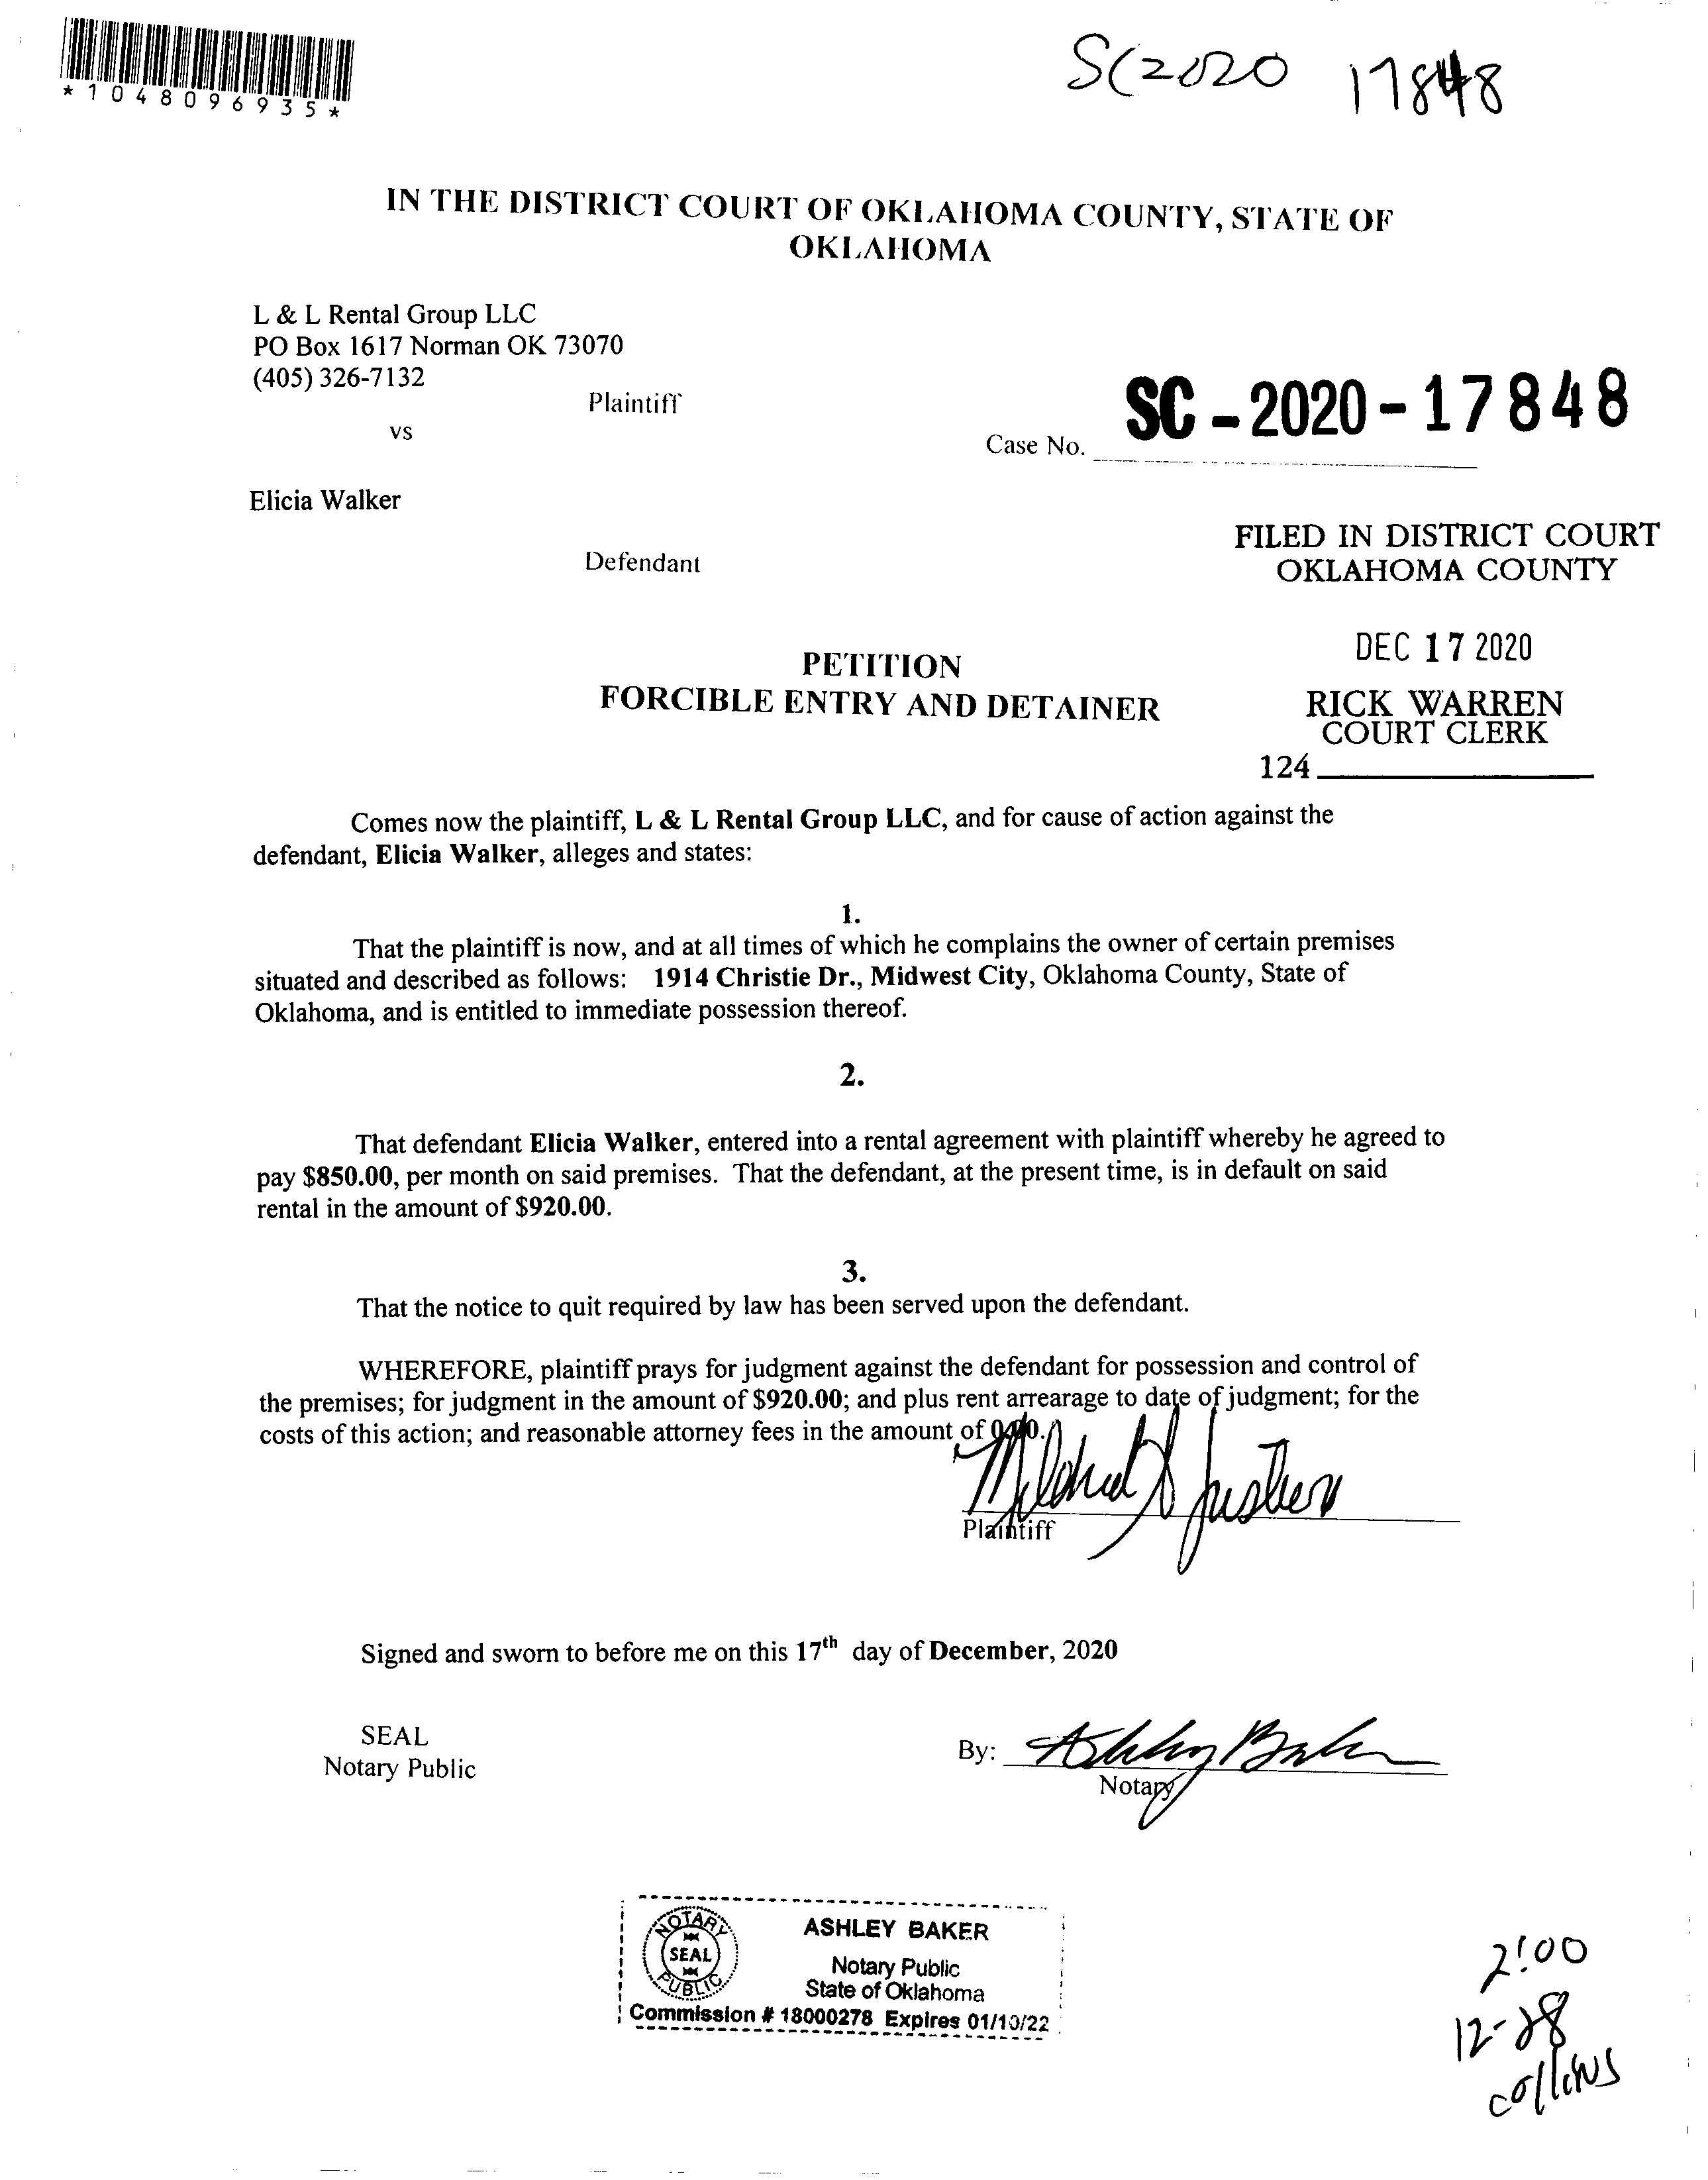 *1048096935*
SC2020 17848
IN THE DISTRICT COURT OF OKLAHOMA COUNTY, STATE OF
OKLAHOMA
L & L Rental Group LLC
PO Box 1617 Norman OK 73070
(405) 326-7132
Plaintiff
vs
Case No. SC-2020-17848
Elicia Walker
Defendant
FILED IN DISTRICT COURT
OKLAHOMA COUNTY
DEC 17 2020
RICK WARREN
COURT CLERK
124
PETITION
FORCIBLE ENTRY AND DETAINER
Comes now the plaintiff, L & L Rental Group LLC, and for cause of action against the
defendant, Elicia Walker, alleges and states:
1.
That the plaintiff is now, and at all times of which he complains the owner of certain premises
situated and described as follows: 1914 Christie Dr., Midwest City, Oklahoma County, State of
Oklahoma, and is entitled to immediate possession thereof.
2.
That defendant Elicia Walker, entered into a rental agreement with plaintiff whereby he agreed to
pay $850.00, per month on said premises. That the defendant, at the present time, is in default on said
rental in the amount of $920.00.
3.
That the notice to quit required by law has been served upon the defendant.
WHEREFORE, plaintiff prays for judgment against the defendant for possession and control of
the premises; for judgment in the amount of $920.00; and plus rent arrearage to date of judgment; for the
costs of this action; and reasonable attorney fees in the amount of 0.00.
Plaintiff
Signed and sworn to before me on this 17th day of December, 2020
SEAL
Notary Public
By: Ashley Baker
Notary
NOTARY
SEAL
PUBLIC
ASHLEY BAKER
Notary Public
State of Oklahoma
Commission # 18000278 Expires 01/10/22
2:00
12-28
collins